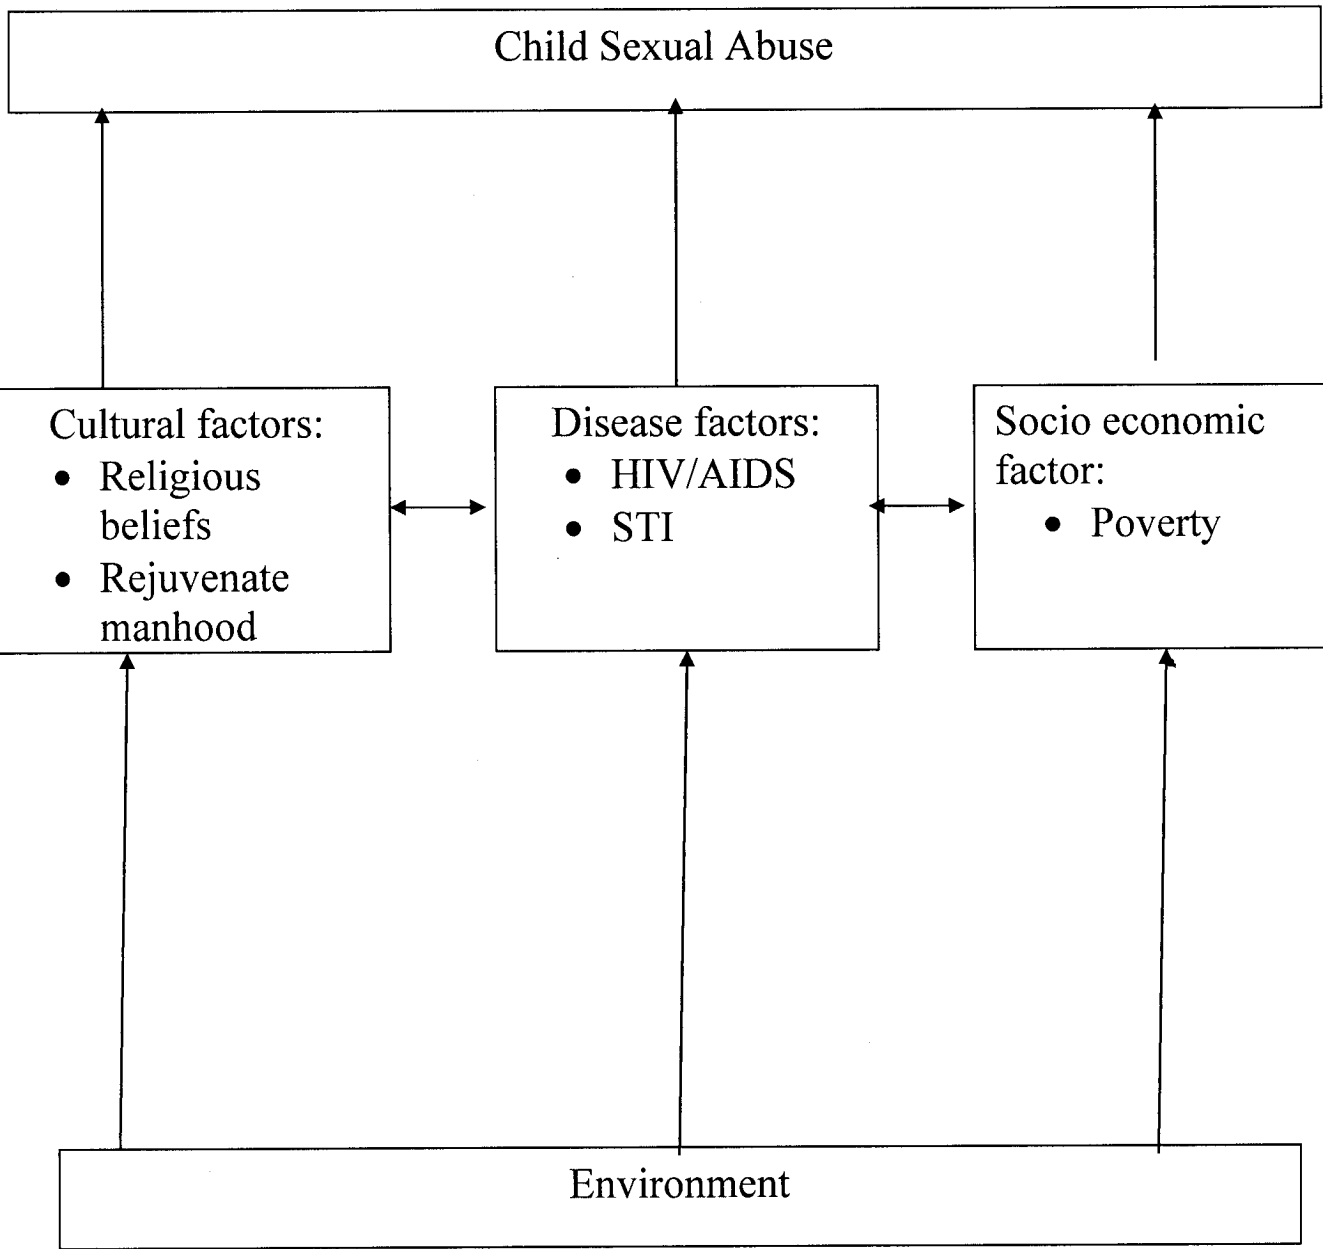 Child Sexual Abuse
Cultural factors:
• Religious
beliefs
• Rejuvenate
manhood
Disease factors:
• HIV/AIDS
• STI
Socio economic
factor:
• Poverty
Environment